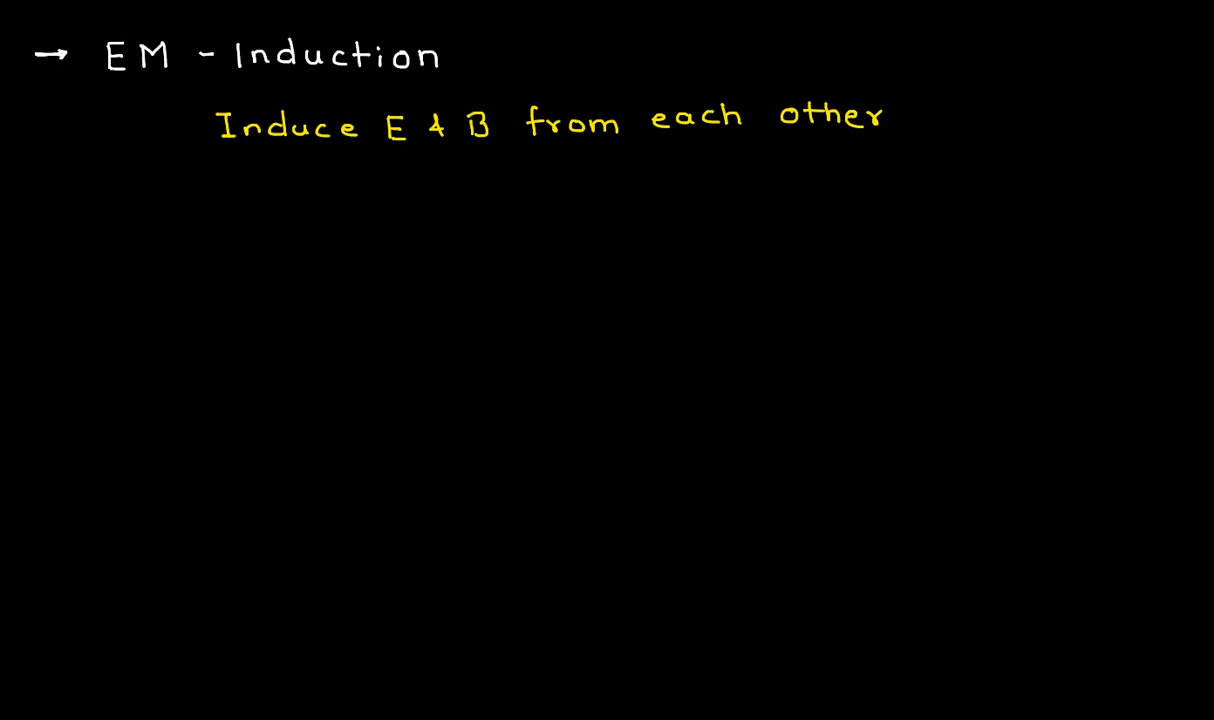 → EM - Induction
Induce E & B from each other